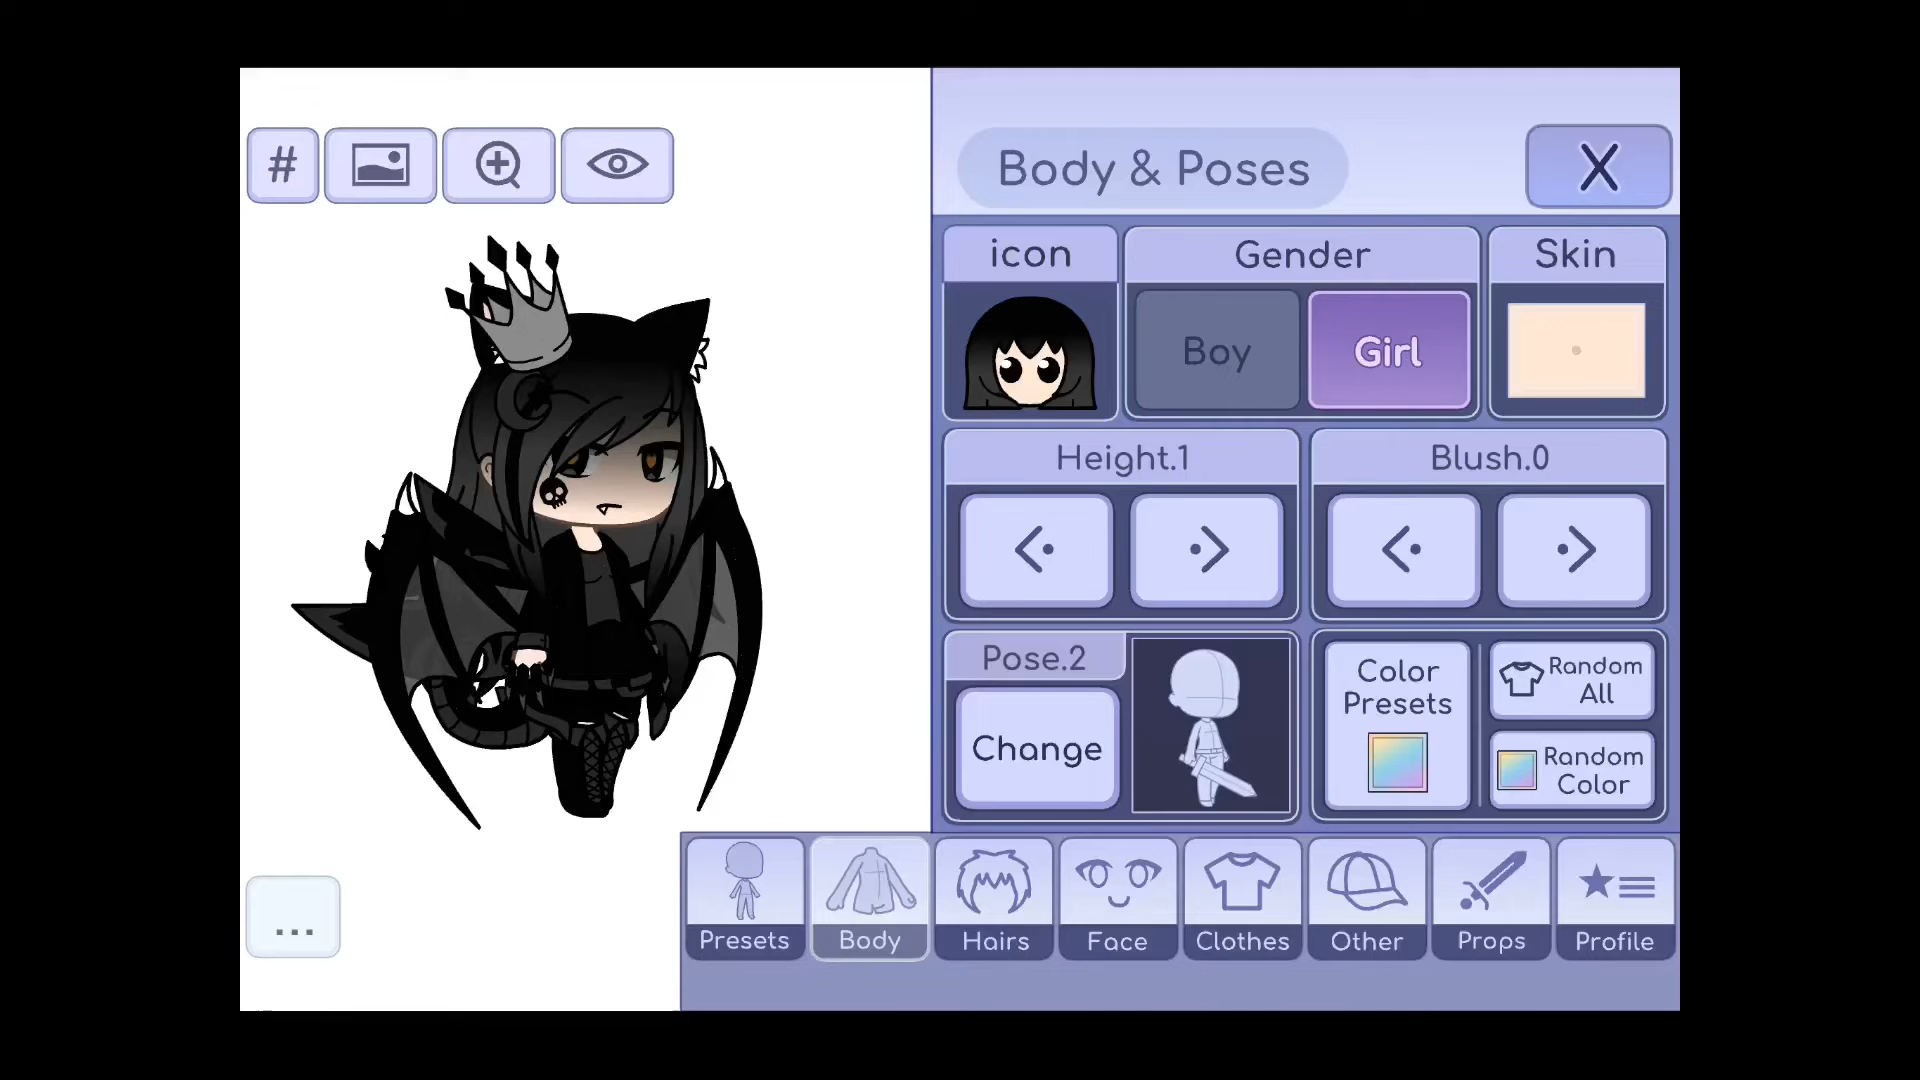 #
Body & Poses
X
icon
Gender
Skin
Boy
Girl
Height.1
Blush.0
Pose.2
Change
Color
Presets
Random
All
Random
Color
...
Presets
Body
Hairs
Face
Clothes
Other
Props
Profile